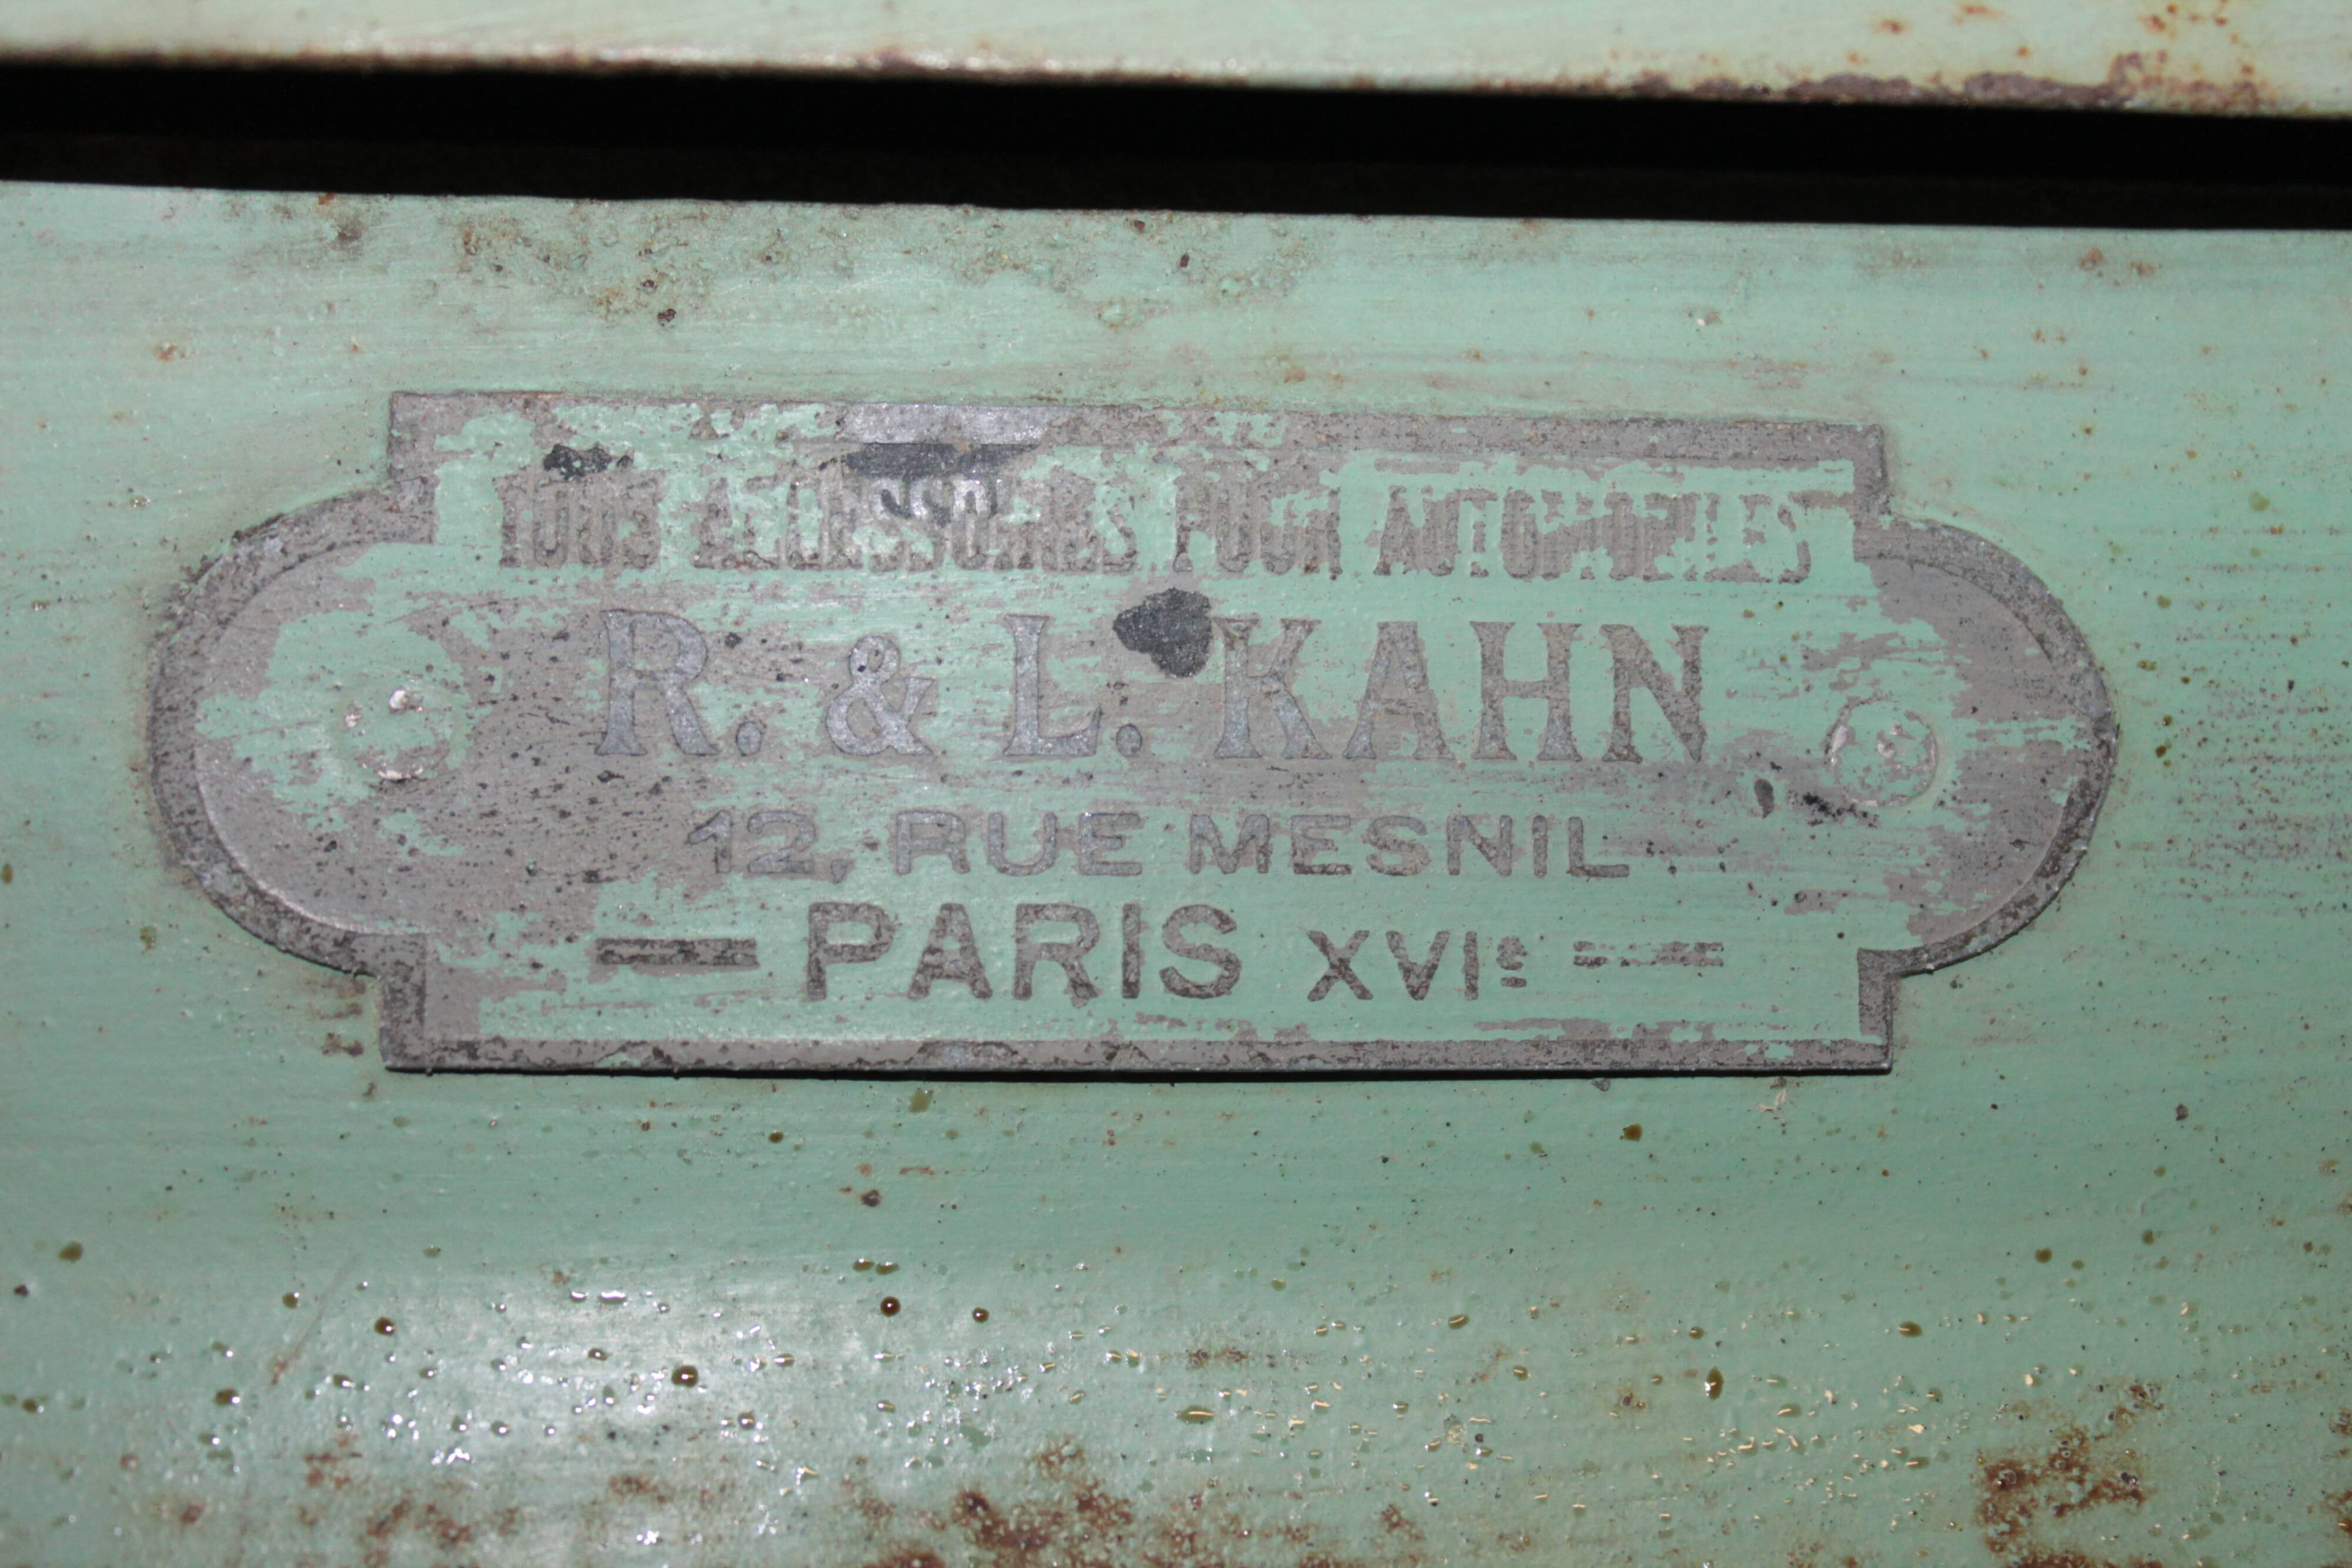 TOUS ACCESSOIRES POUR AUTOMOBILES
R. & L. KAHN
12, RUE MESNIL
PARIS XVIE